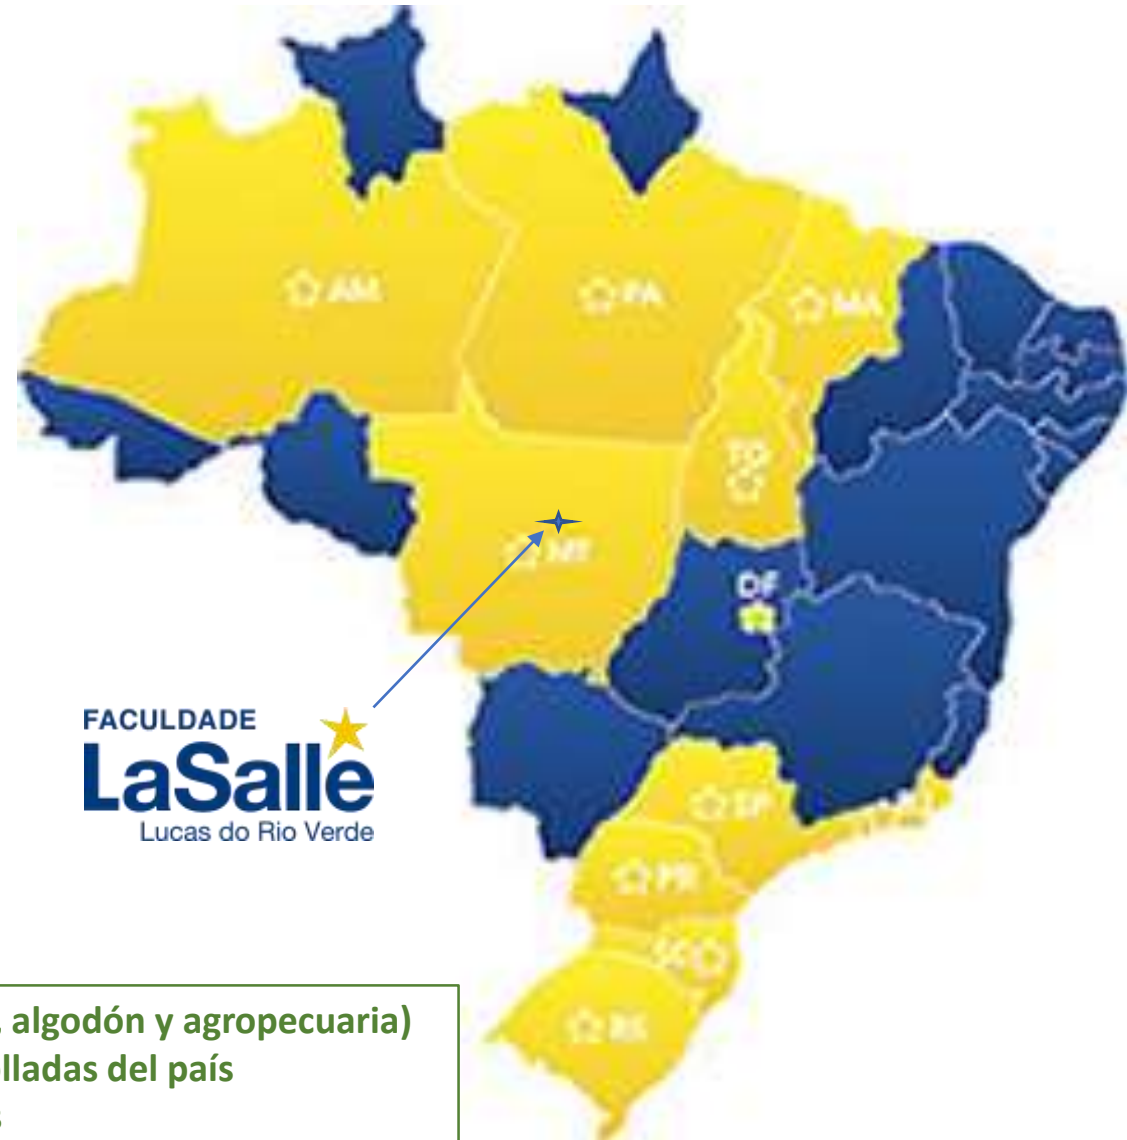 AM
PA
MA
TO
MT
DF
FACULDADE
LaSalle
Lucas do Rio Verde
SP
PR
SC
RS
, algodón y agropecuaria)
lladas del país
s